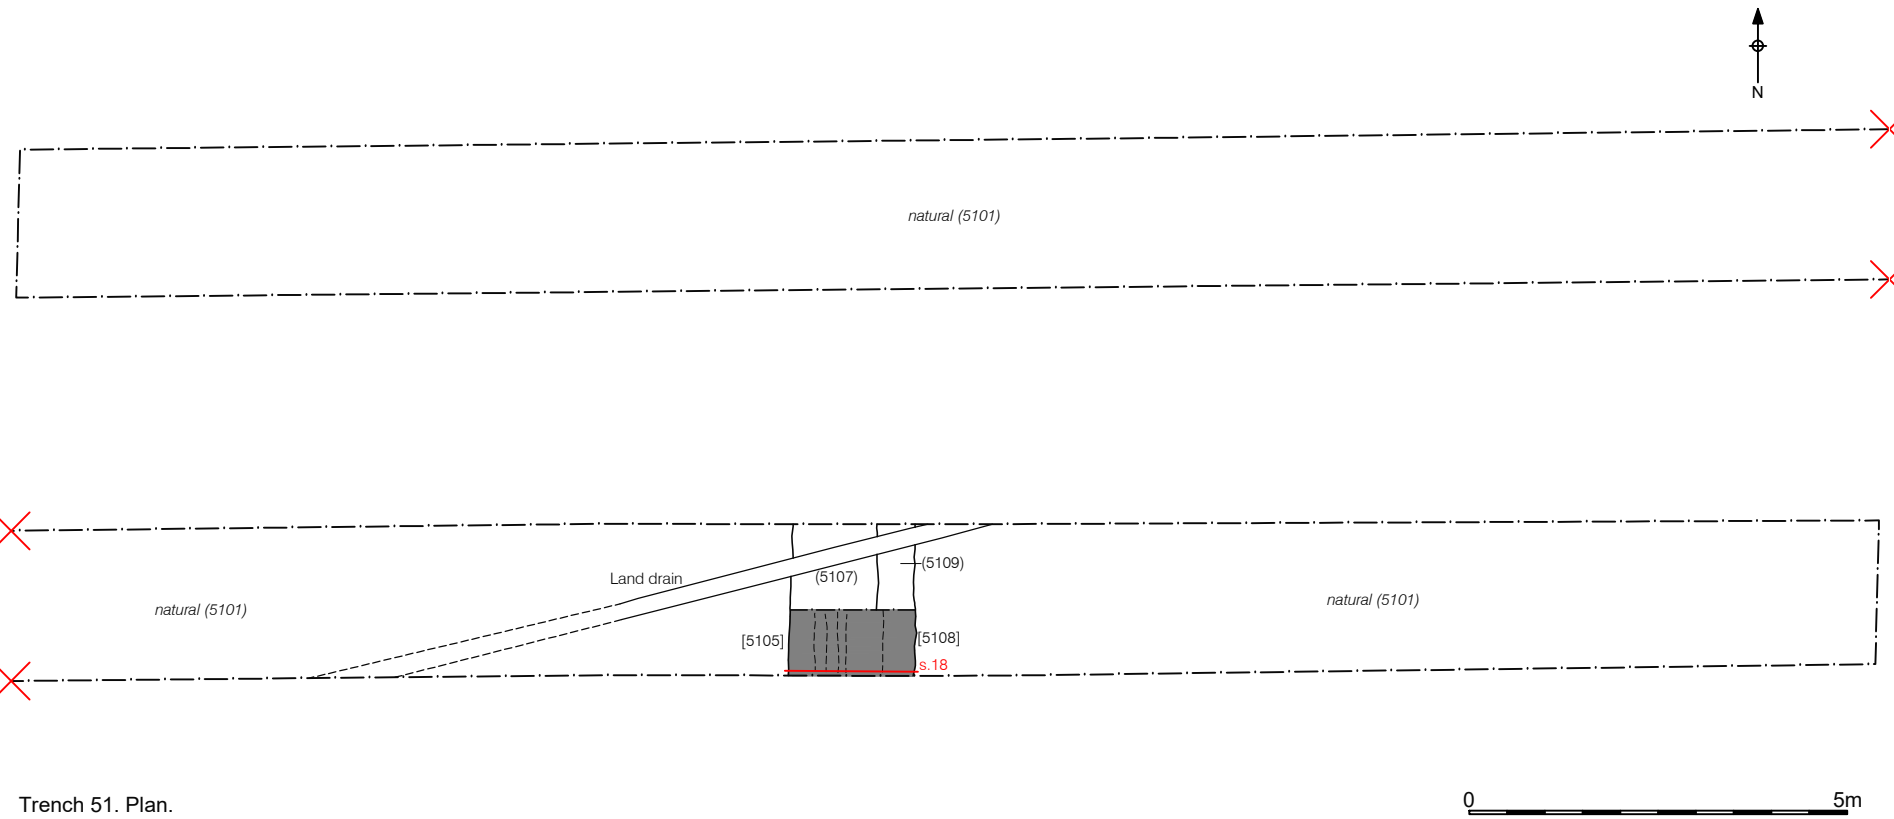 N
natural (5101)
Land drain
(5107)
(5109)
natural (5101)
natural (5101)
[5105]
[5108]
s.18
Trench 51. Plan.
0 5m